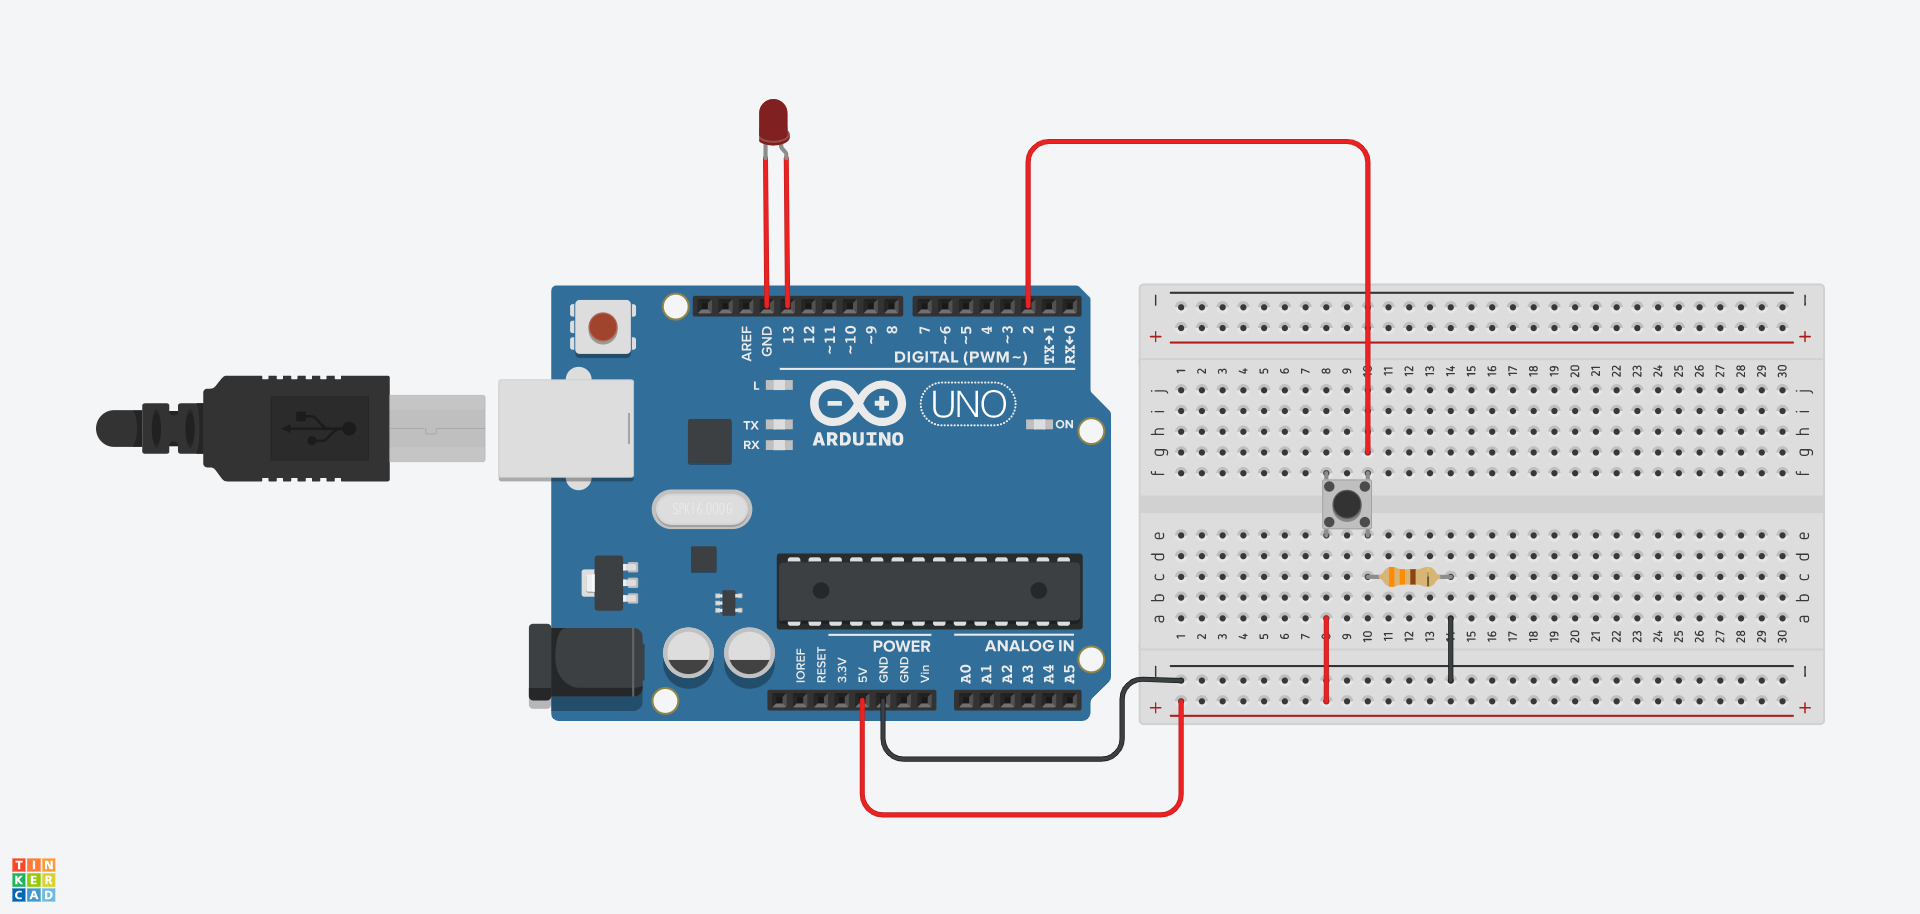 AREF
GND
13
12
~11
~10
~9
8
7
~6
~5
4
~3
2
TX→1
RX←0
DIGITAL (PWM~)
L
TX
RX
ON
UNO
ARDUINO
SPK16.000G
POWER
ANALOG IN
IOREF
RESET
3.3V
5V
GND
GND
Vin
A0
A1
A2
A3
A4
A5
— —
+ +
1 2 3 4 5 6 7 8 9 10 11 12 13 14 15 16 17 18 19 20 21 22 23 24 25 26 27 28 29 30
j j
i i
h h
g g
f f
e e
d d
c c
b b
a a
1 2 3 4 5 6 7 8 9 10 11 12 13 14 15 16 17 18 19 20 21 22 23 24 25 26 27 28 29 30
— —
+ +
TIN
KER
CAD